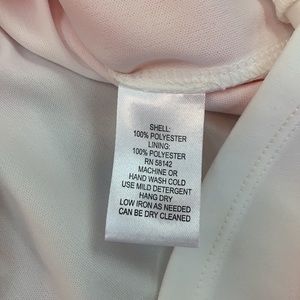 SHELL:
100% POLYESTER
LINING:
100% POLYESTER
RN 58142
MACHINE OR
HAND WASH COLD
USE MILD DETERGENT
HANG DRY
LOW IRON AS NEEDED
CAN BE DRY CLEANED